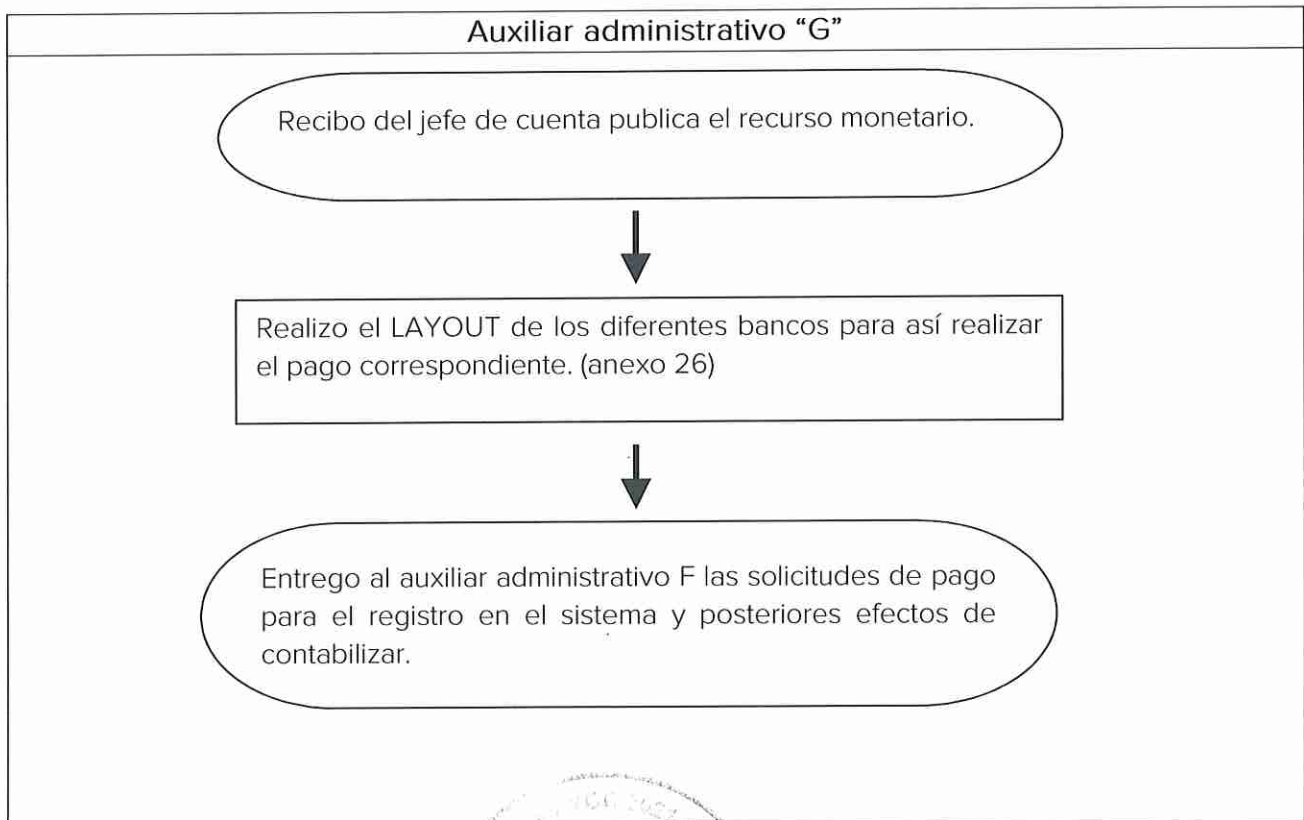 Auxiliar administrativo “G”
Recibo del jefe de cuenta publica el recurso monetario.
Realizo el LAYOUT de los diferentes bancos para así realizar
el pago correspondiente. (anexo 26)
Entrego al auxiliar administrativo F las solicitudes de pago
para el registro en el sistema y posteriores efectos de
contabilizar.